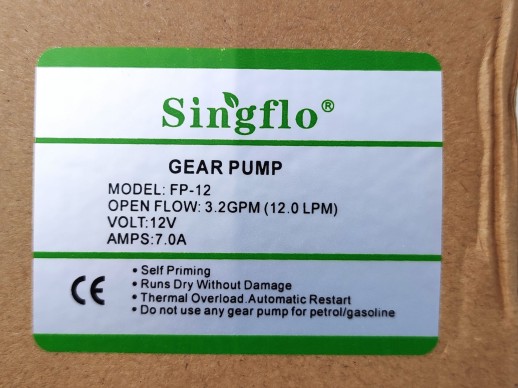 Singflo®
GEAR PUMP
MODEL: FP-12
OPEN FLOW: 3.2GPM (12.0 LPM)
VOLT:12V
AMPS:7.0A
CE
• Self Priming
• Runs Dry Without Damage
• Thermal Overload.Automatic Restart
• Do not use any gear pump for petrol/gasoline